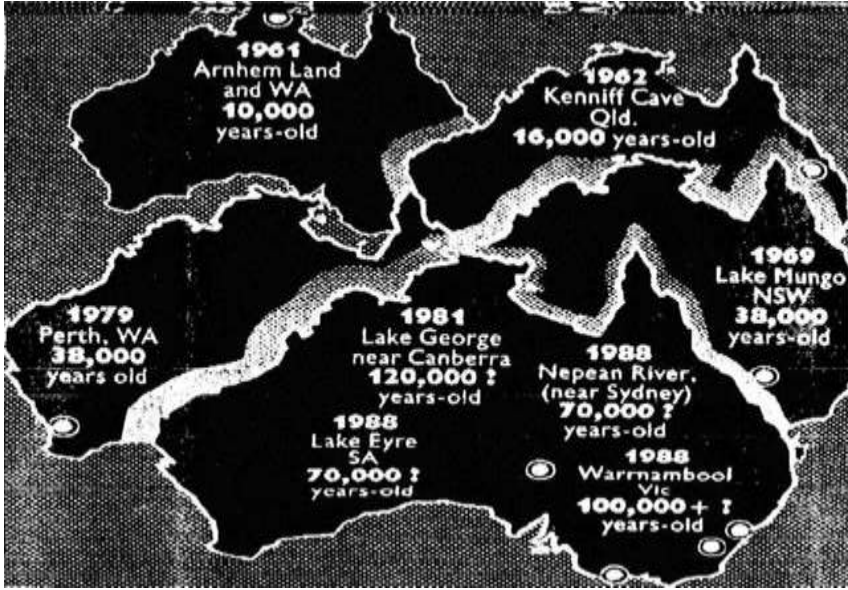 1961
Arnhem Land
and WA
10,000
years-old
1962
Kenniff Cave
Qld.
16,000 years-old
1969
Lake Mungo
NSW
38,000
years-old
1979
Perth, WA
38,000
years old
1981
Lake George
near Canberra
120,000 ?
years-old
1988
Nepean River,
(near Sydney)
70,000 ?
years-old
1988
Lake Eyre
SA
70,000 ?
years-old
1988
Warrnambool
Vic
100,000 + ?
years-old